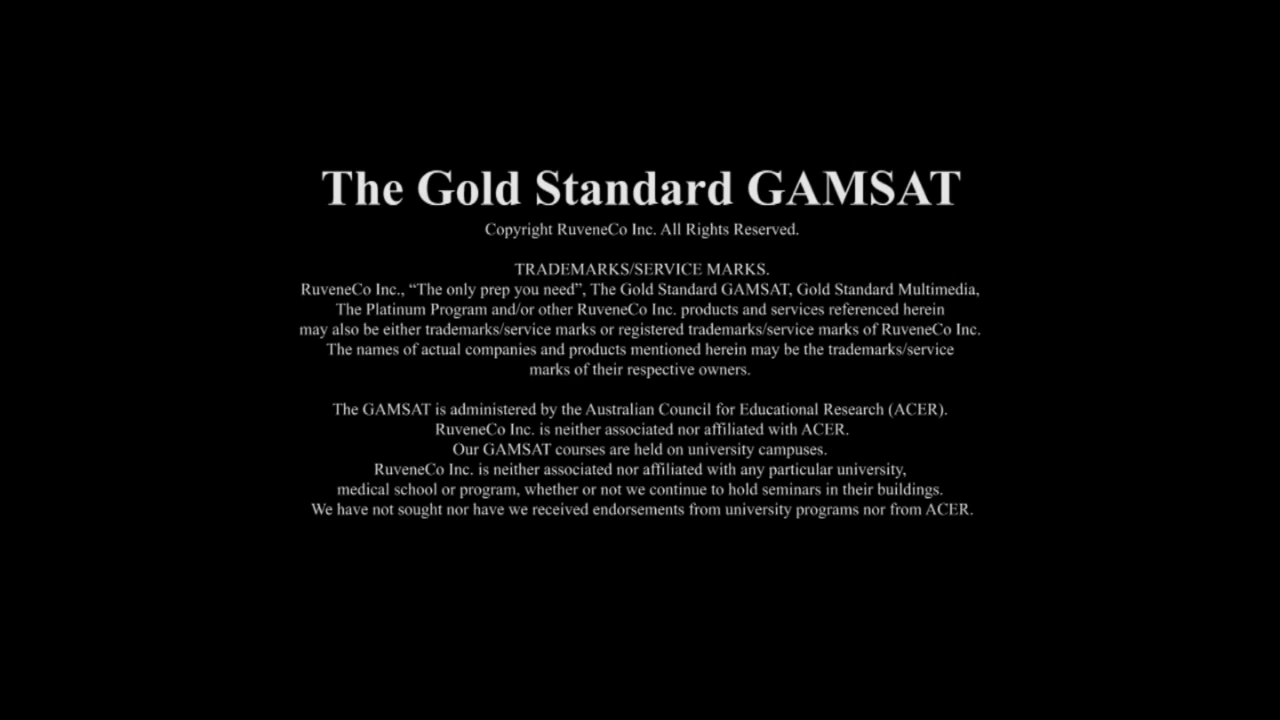 The Gold Standard GAMSAT
Copyright RuveneCo Inc. All Rights Reserved.
TRADEMARKS/SERVICE MARKS.
RuveneCo Inc., “The only prep you need”, The Gold Standard GAMSAT, Gold Standard Multimedia,
The Platinum Program and/or other RuveneCo Inc. products and services referenced herein
may also be either trademarks/service marks or registered trademarks/service marks of RuveneCo Inc.
The names of actual companies and products mentioned herein may be the trademarks/service
marks of their respective owners.
The GAMSAT is administered by the Australian Council for Educational Research (ACER).
RuveneCo Inc. is neither associated nor affiliated with ACER.
Our GAMSAT courses are held on university campuses.
RuveneCo Inc. is neither associated nor affiliated with any particular university,
medical school or program, whether or not we continue to hold seminars in their buildings.
We have not sought nor have we received endorsements from university programs nor from ACER.